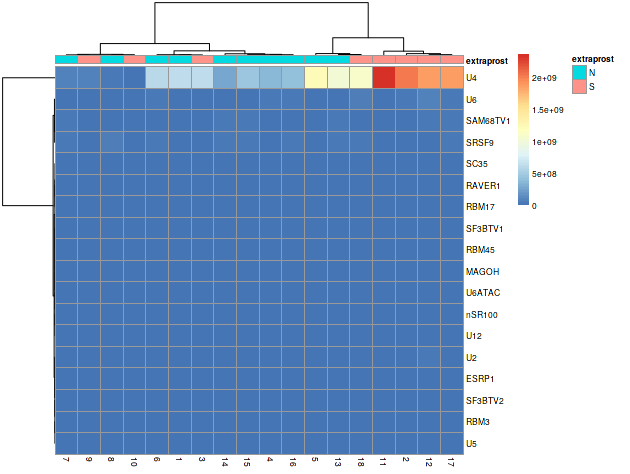 extraprost
U4
U6
SAM68TV1
SRSF9
SC35
RAVER1
RBM17
SF3BTV1
RBM45
MAGOH
U6ATAC
nSR100
U12
U2
ESRP1
SF3BTV2
RBM3
U5
7 9 8 10 6 1 3 14 15 4 16 5 13 18 11 2 12 17
2e+09
1.5e+09
1e+09
5e+08
0
extraprost
N
S